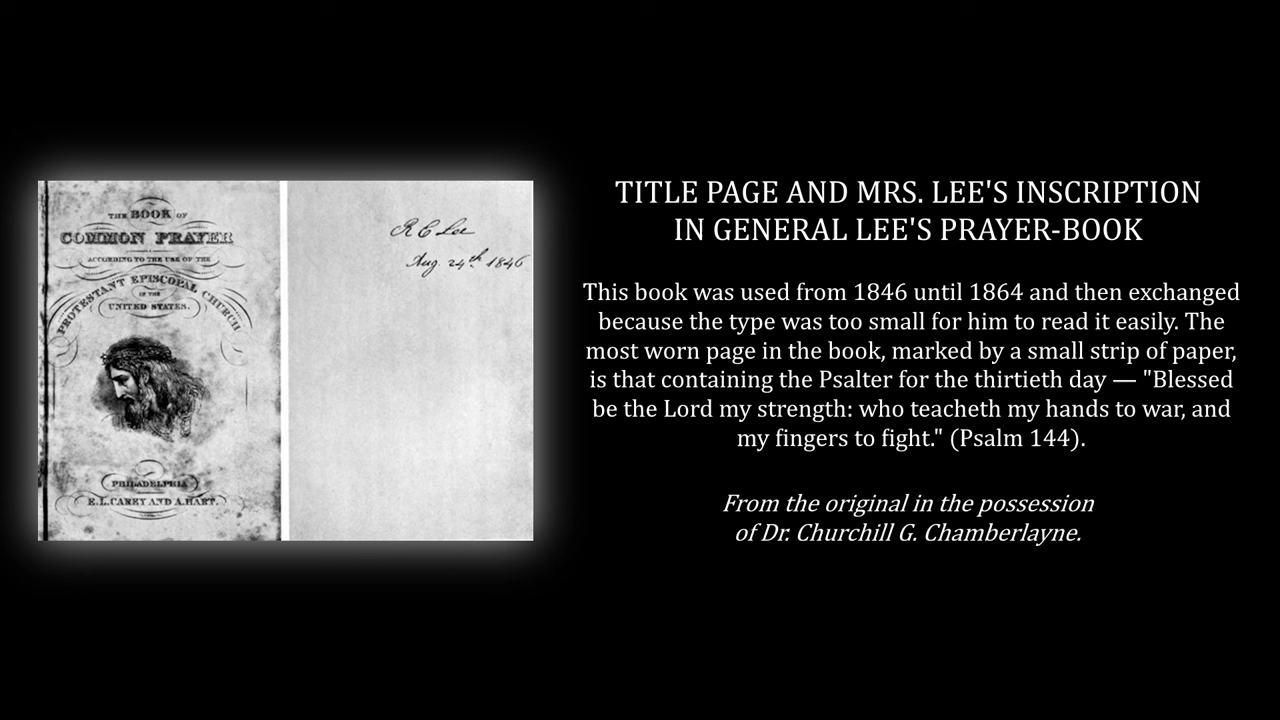 THE BOOK OF
COMMON PRAYER
ACCORDING TO THE USE OF THE
PROTESTANT EPISCOPAL CHURCH
IN THE
UNITED STATES.
PHILADELPHIA
E.L.CAREY AND A.HART.
R E Lee
Aug. 24th 1846
TITLE PAGE AND MRS. LEE'S INSCRIPTION
IN GENERAL LEE'S PRAYER-BOOK
This book was used from 1846 until 1864 and then exchanged
because the type was too small for him to read it easily. The
most worn page in the book, marked by a small strip of paper,
is that containing the Psalter for the thirtieth day — "Blessed
be the Lord my strength: who teacheth my hands to war, and
my fingers to fight." (Psalm 144).
From the original in the possession
of Dr. Churchill G. Chamberlayne.